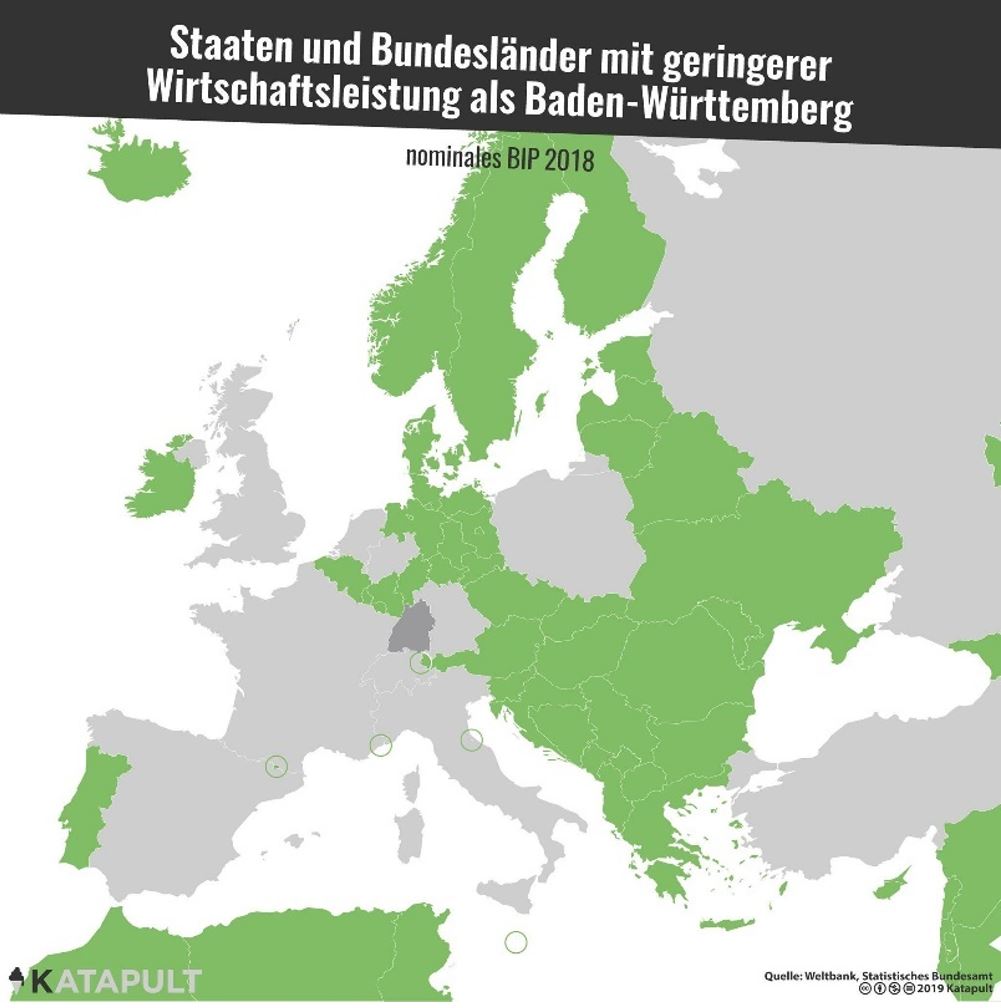 Staaten und Bundesländer mit geringerer
Wirtschaftsleistung als Baden-Württemberg
nominales BIP 2018
KATAPULT
Quelle: Weltbank, Statistisches Bundesamt
2019 Katapult